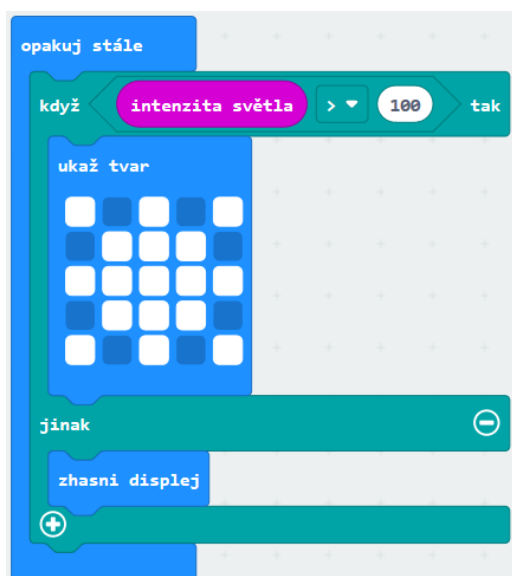 opakuj stále
když intenzita světla > 100 tak
ukaž tvar
jinak
zhasni displej